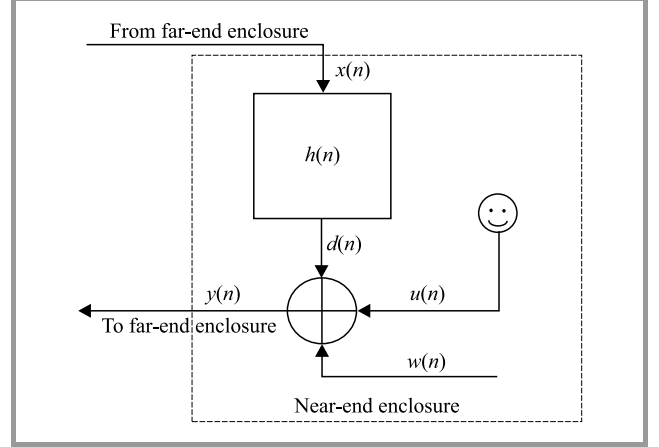 From far-end enclosure
x(n)
h(n)
d(n)
y(n)
u(n)
To far-end enclosure
w(n)
Near-end enclosure